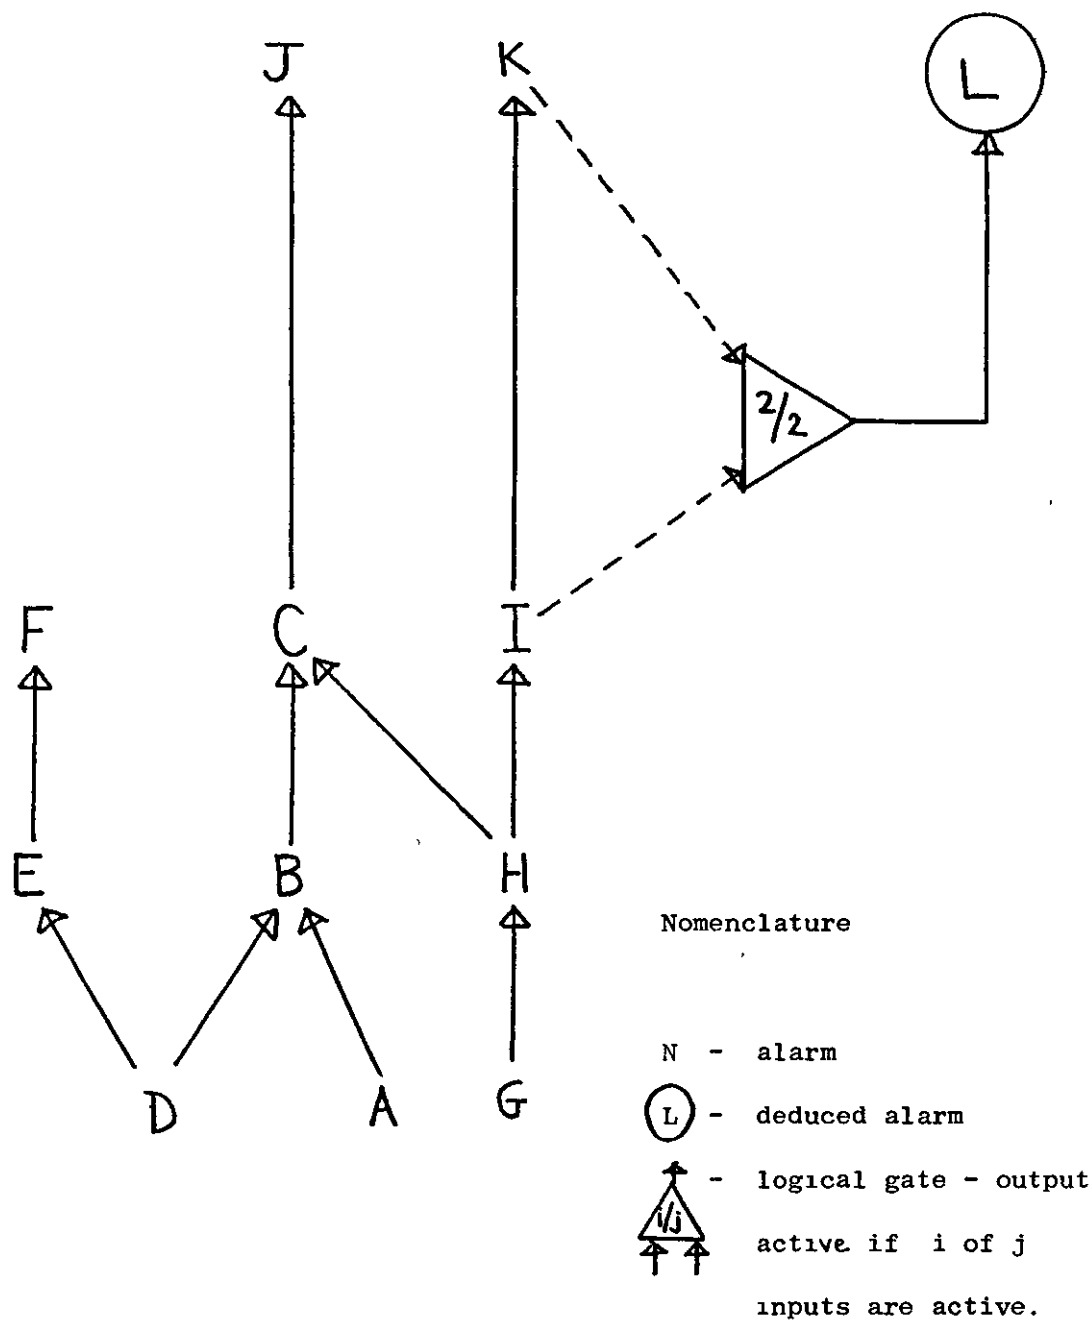 J K L
2/2
F C I
E B H
Nomenclature
D A G
N - alarm
L - deduced alarm
i/j - logical gate - output
active if i of j
inputs are active.